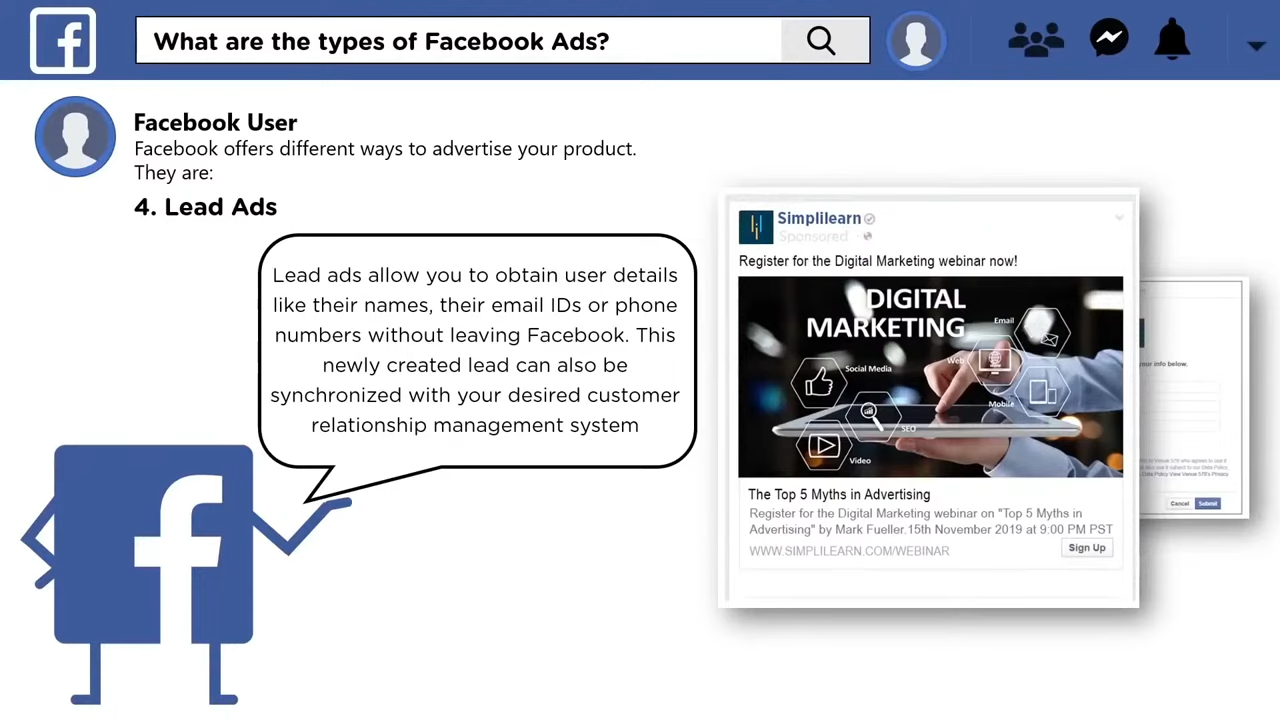 What are the types of Facebook Ads?
Facebook User
Facebook offers different ways to advertise your product.
They are:
4. Lead Ads
Lead ads allow you to obtain user details
like their names, their email IDs or phone
numbers without leaving Facebook. This
newly created lead can also be
synchronized with your desired customer
relationship management system
Simplilearn
Sponsored
Register for the Digital Marketing webinar now!
DIGITAL
MARKETING
Email
Web
Social Media
Mobile
SEO
Video
The Top 5 Myths in Advertising
Register for the Digital Marketing webinar on "Top 5 Myths in
Advertising" by Mark Fueller.15th November 2019 at 9:00 PM PST
WWW.SIMPLILEARN.COM/WEBINAR
Sign Up
your info below.
Cancel
Submit